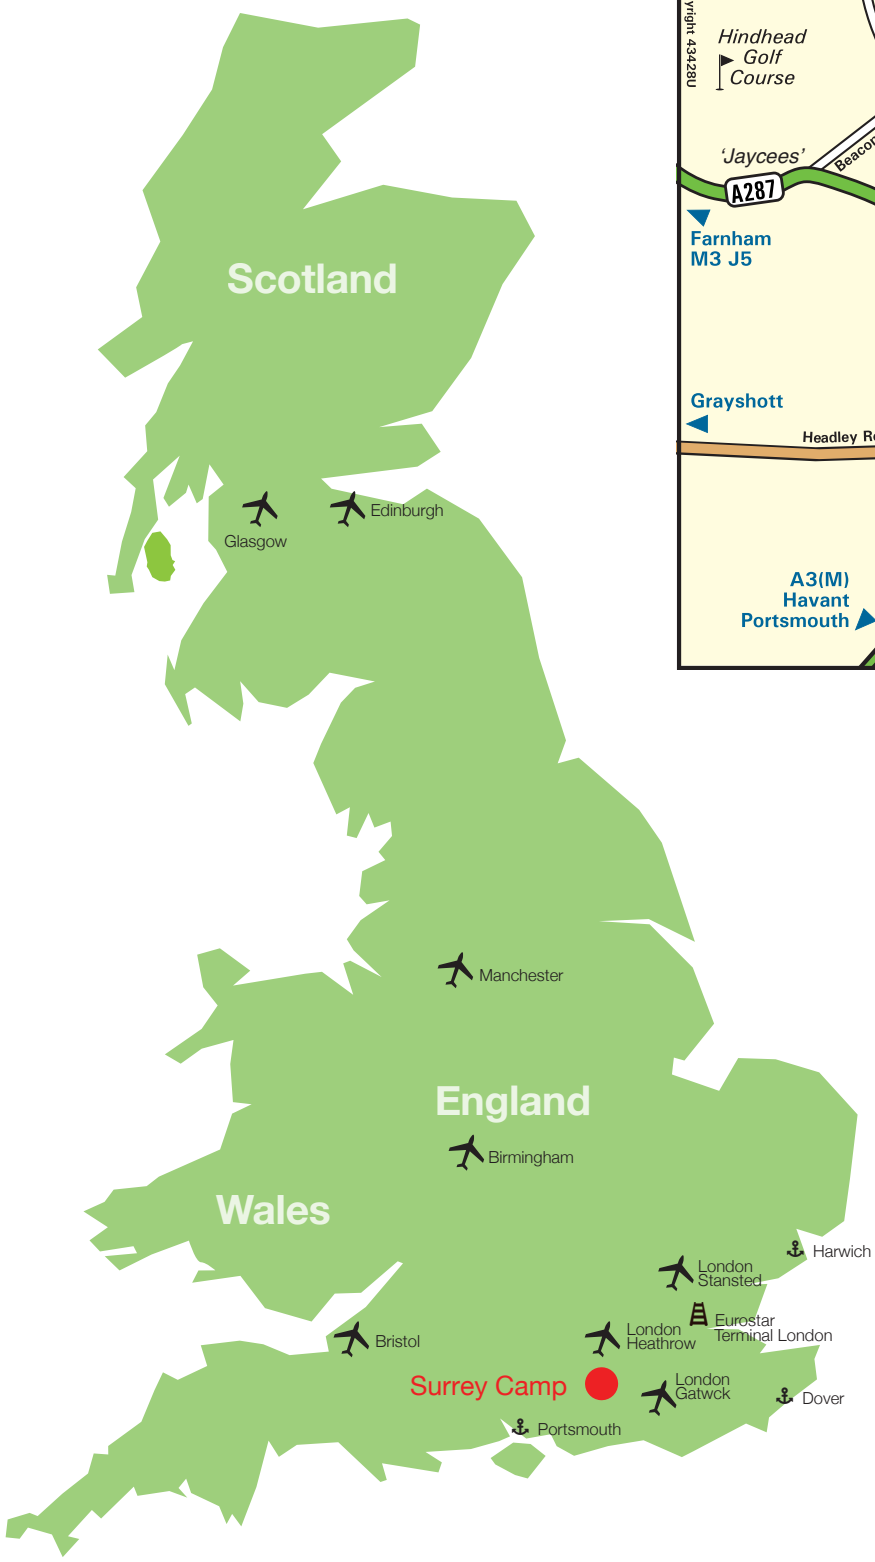 yright 43428U
Hindhead
Golf
Course
'Jaycees'
Beacon
A287
Farnham
M3 J5
Grayshott
Headley R
A3(M)
Havant
Portsmouth
Scotland
Glasgow
Edinburgh
Manchester
England
Birmingham
Wales
Harwich
London
Stansted
Eurostar
Terminal London
London
Heathrow
Bristol
London
Gatwck
Surrey Camp
Dover
Portsmouth